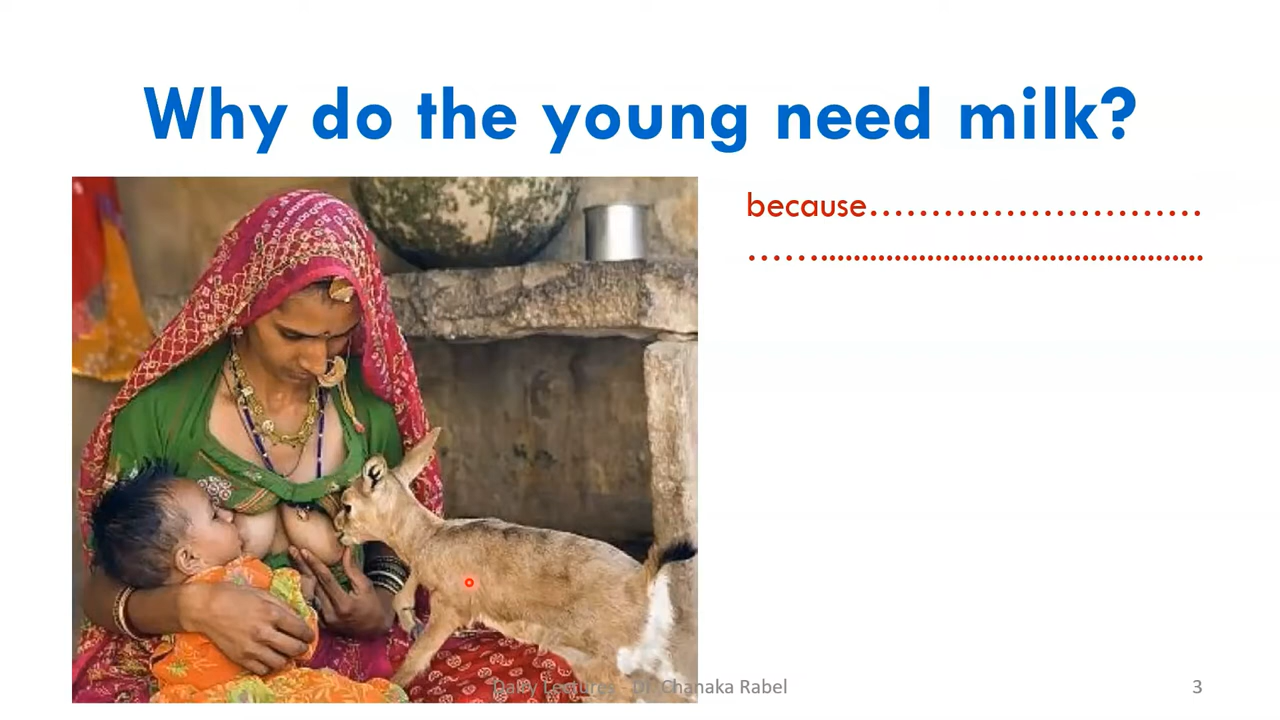 Why do the young need milk?
because...........................
.....................................................
Dairy Lectures - Dr. Chanaka Rabel
3